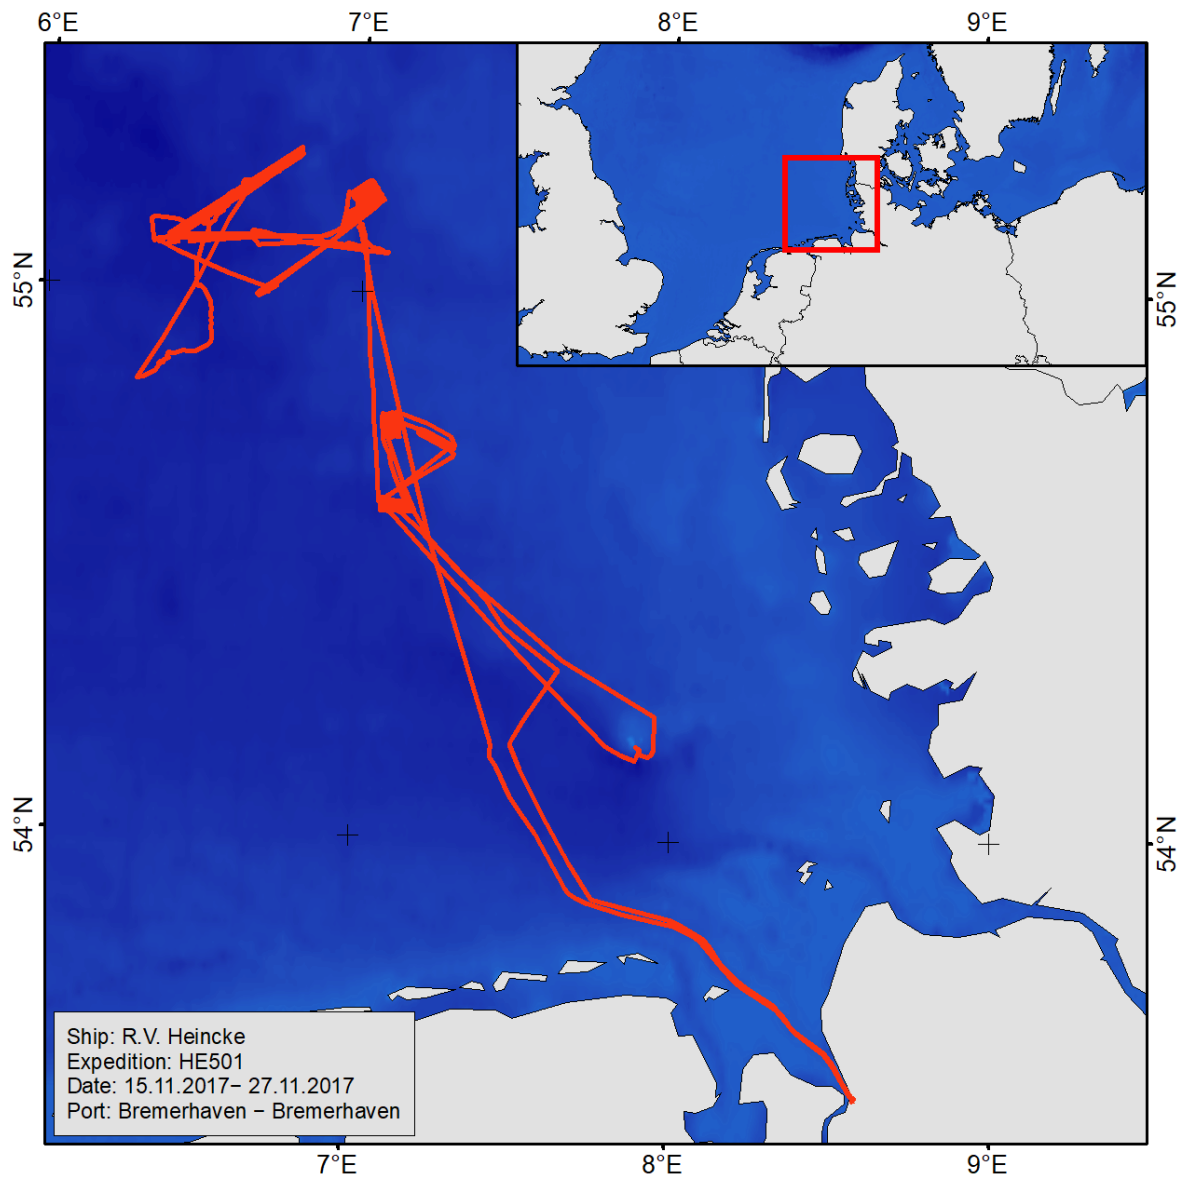 6°E 7°E 8°E 9°E
55°N
55°N
54°N
54°N
Ship: R.V. Heincke
Expedition: HE501
Date: 15.11.2017− 27.11.2017
Port: Bremerhaven − Bremerhaven
7°E 8°E 9°E